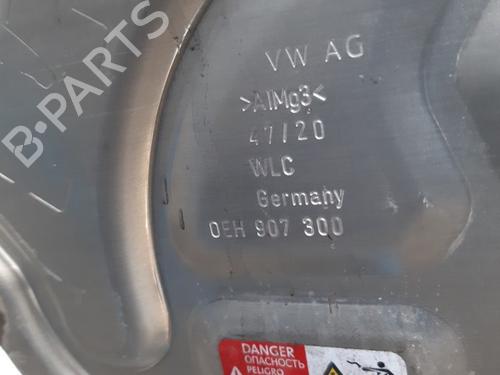 VW AG
>AlMg3<
47/20
WLC
Germany
0EH 907 300
B-PARTS
DANGER
ОПАСНОСТЬ
PELIGRO